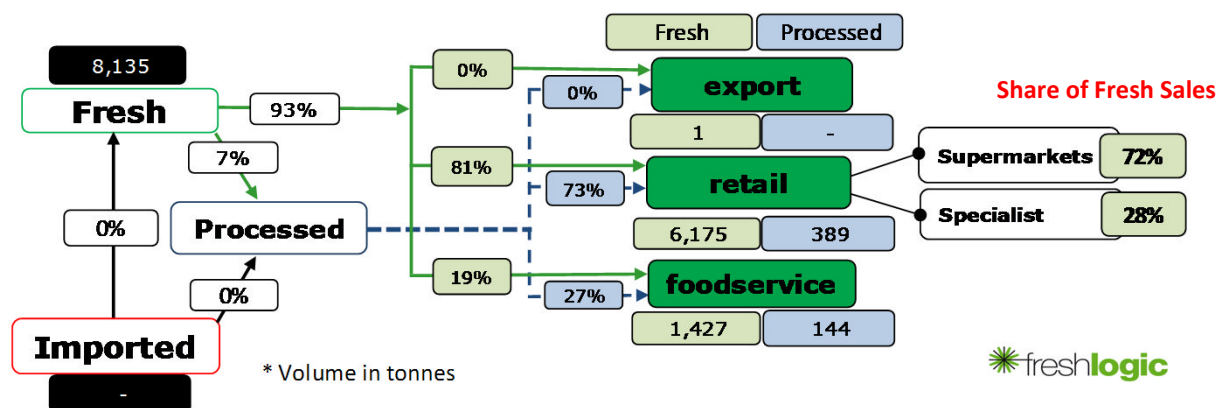 Fresh
Processed
8,135
Fresh
93%
7%
0%
Processed
0%
Imported
-
* Volume in tonnes
0%
0%
export
1
-
81%
73%
retail
6,175
389
19%
27%
foodservice
1,427
144
Share of Fresh Sales
Supermarkets
72%
Specialist
28%
freshlogic